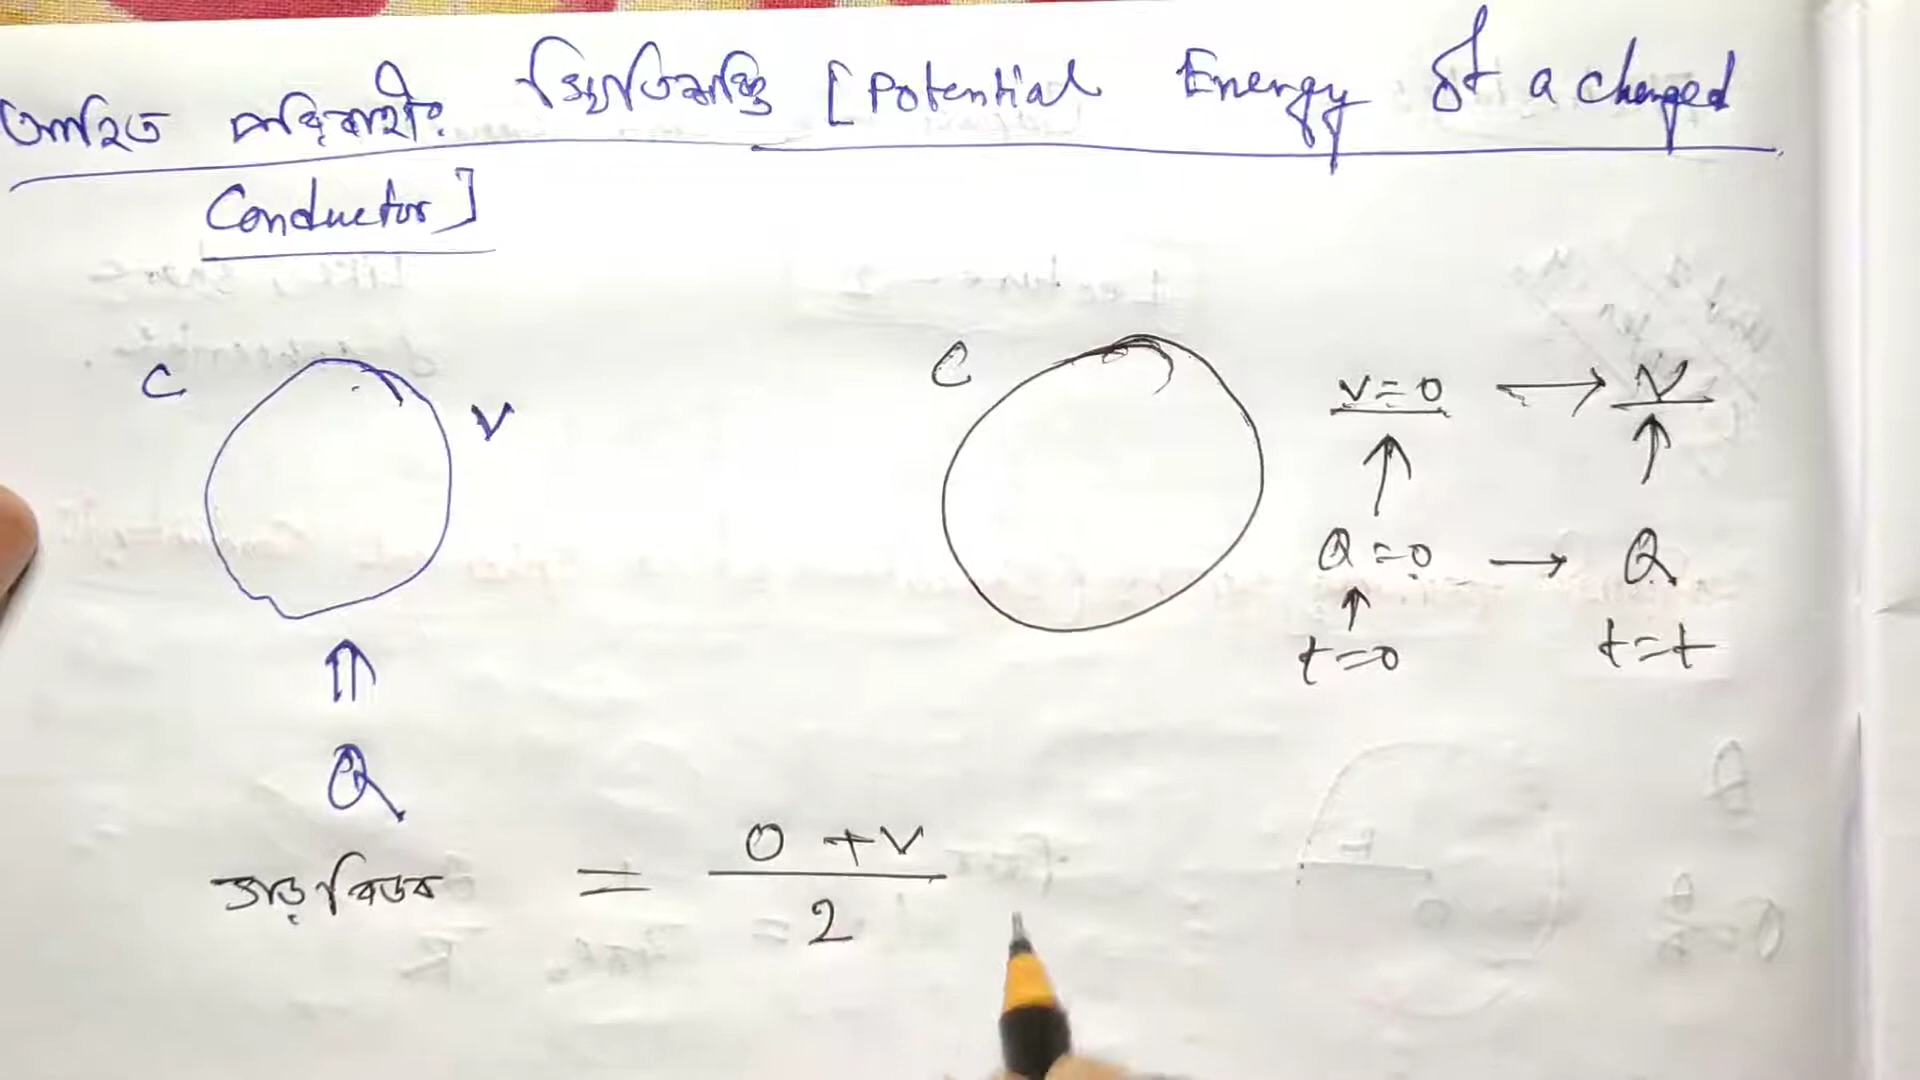 আহিত পরিবাহীর স্থিতিশক্তি [Potential Energy of a charged
Conductor]
C
V
Q
C
V=0 → V
Q=0 → Q
t=0 t=t
গড় বিভব = 0+V
2